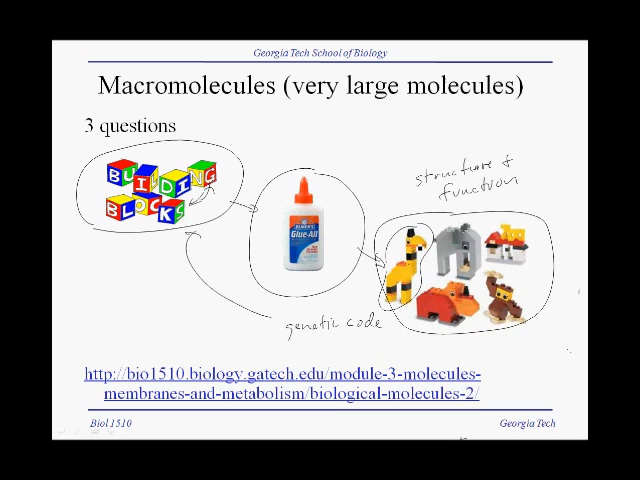 Georgia Tech School of Biology
Macromolecules (very large molecules)
3 questions
BUILDING
BLOCKS
ELMER'S
Glue-All
structure +
function
genetic code
http://bio1510.biology.gatech.edu/module-3-molecules-
membranes-and-metabolism/biological-molecules-2/
Biol 1510
Georgia Tech